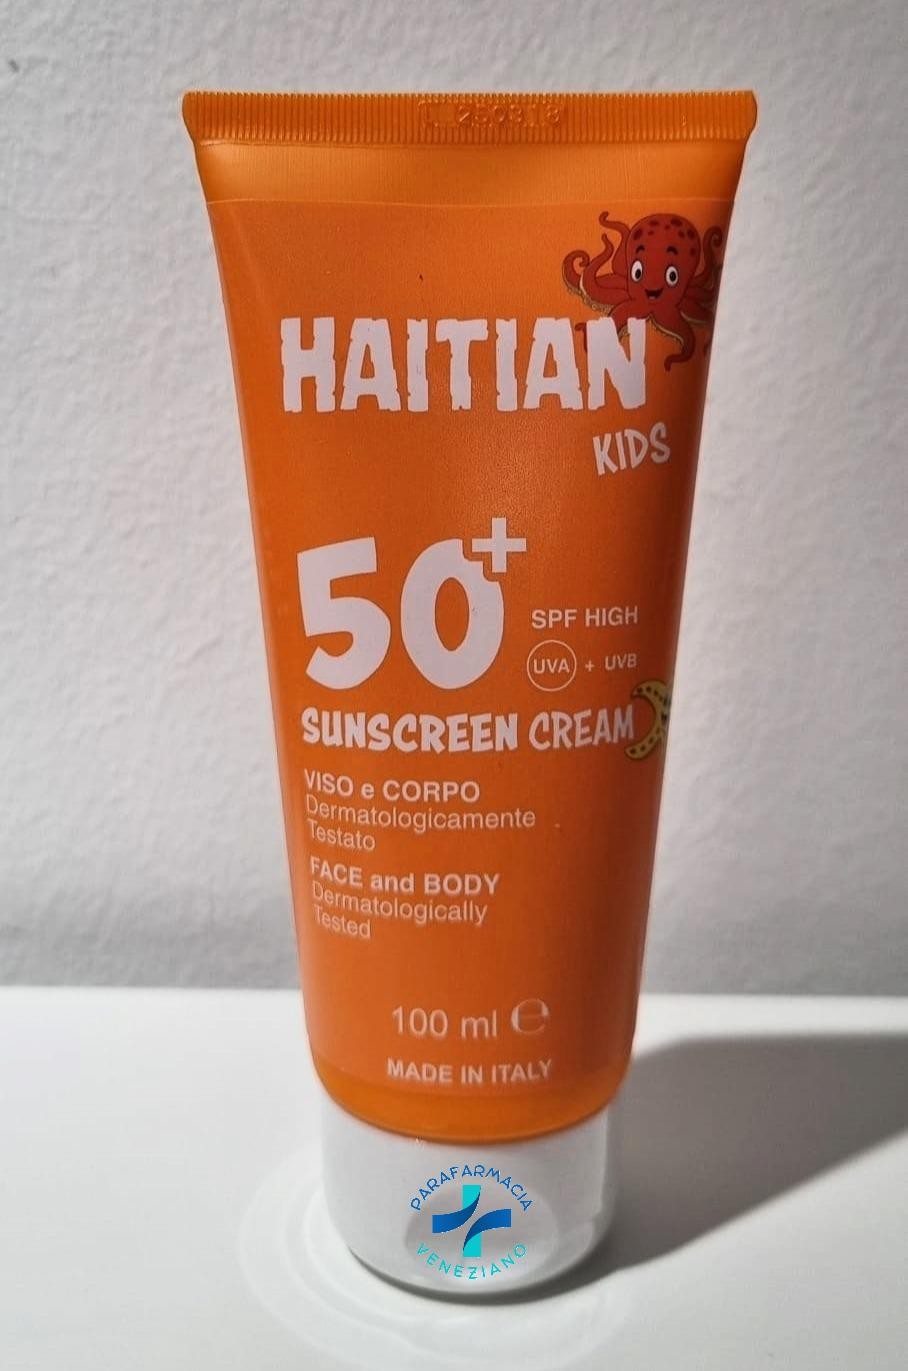 HAITIAN
KIDS
50+
SPF HIGH
UVA + UVB
SUNSCREEN CREAM
VISO e CORPO
Dermatologicamente
Testato
FACE and BODY
Dermatologically
Tested
100 ml ℮
MADE IN ITALY
PARAFARMACIA
VENEZIANO